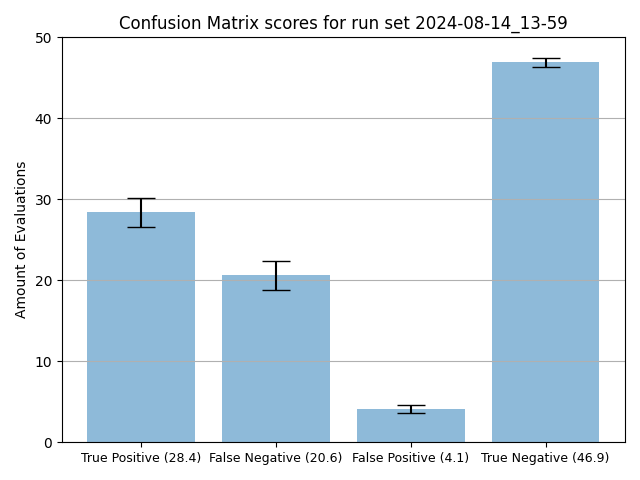 Confusion Matrix scores for run set 2024-08-14_13-59
50
40
30
20
10
0
Amount of Evaluations
True Positive (28.4)
False Negative (20.6)
False Positive (4.1)
True Negative (46.9)